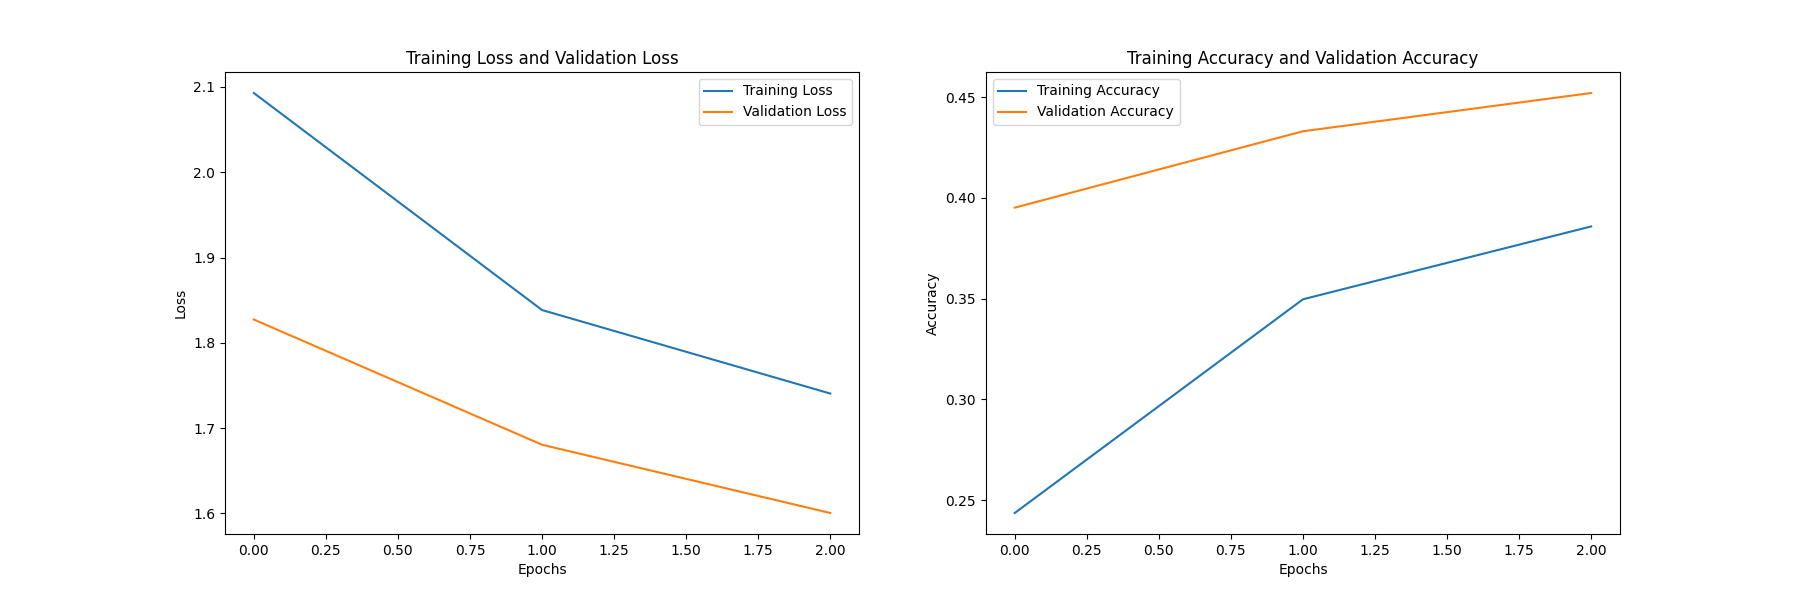 Training Loss and Validation Loss
Training Loss
Validation Loss
2.1
2.0
1.9
1.8
1.7
1.6
Loss
0.00 0.25 0.50 0.75 1.00 1.25 1.50 1.75 2.00
Epochs
Training Accuracy and Validation Accuracy
Training Accuracy
Validation Accuracy
0.45
0.40
0.35
0.30
0.25
Accuracy
0.00 0.25 0.50 0.75 1.00 1.25 1.50 1.75 2.00
Epochs